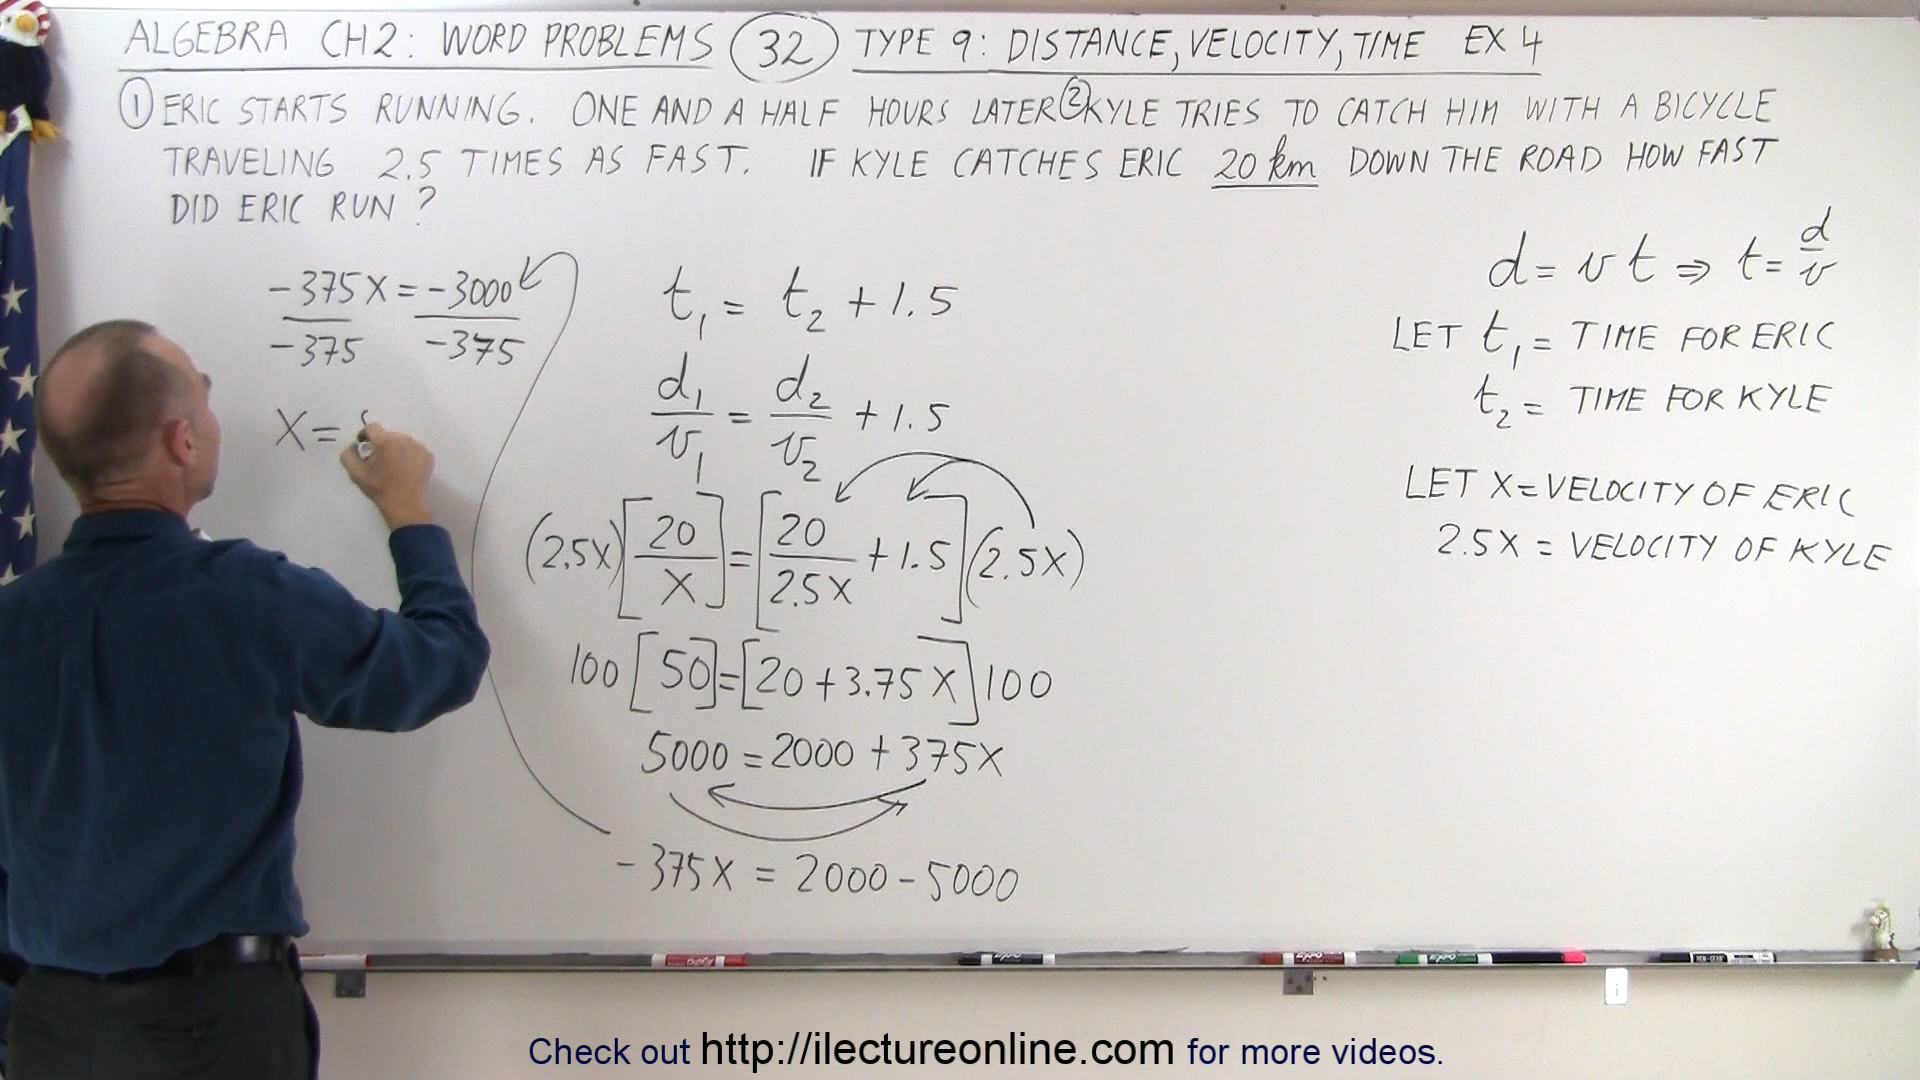 ALGEBRA CH2: WORD PROBLEMS 32 TYPE 9: DISTANCE, VELOCITY, TIME EX 4
① ERIC STARTS RUNNING. ONE AND A HALF HOURS LATER ② KYLE TRIES TO CATCH HIM WITH A BICYCLE
TRAVELING 2.5 TIMES AS FAST. IF KYLE CATCHES ERIC 20 km DOWN THE ROAD HOW FAST
DID ERIC RUN?
-375X = -3000
-375 -375
X =
t₁ = t₂ + 1.5
d₁/v₁ = d₂/v₂ + 1.5
(2.5X)[20/X] = [20/2.5X + 1.5](2.5X)
100[50] = [20 + 3.75X]100
5000 = 2000 + 375X
-375X = 2000 - 5000
d = vt ⇒ t = d/v
LET t₁ = TIME FOR ERIC
t₂ = TIME FOR KYLE
LET X = VELOCITY OF ERIC
2.5X = VELOCITY OF KYLE
Check out http://ilectureonline.com for more videos.